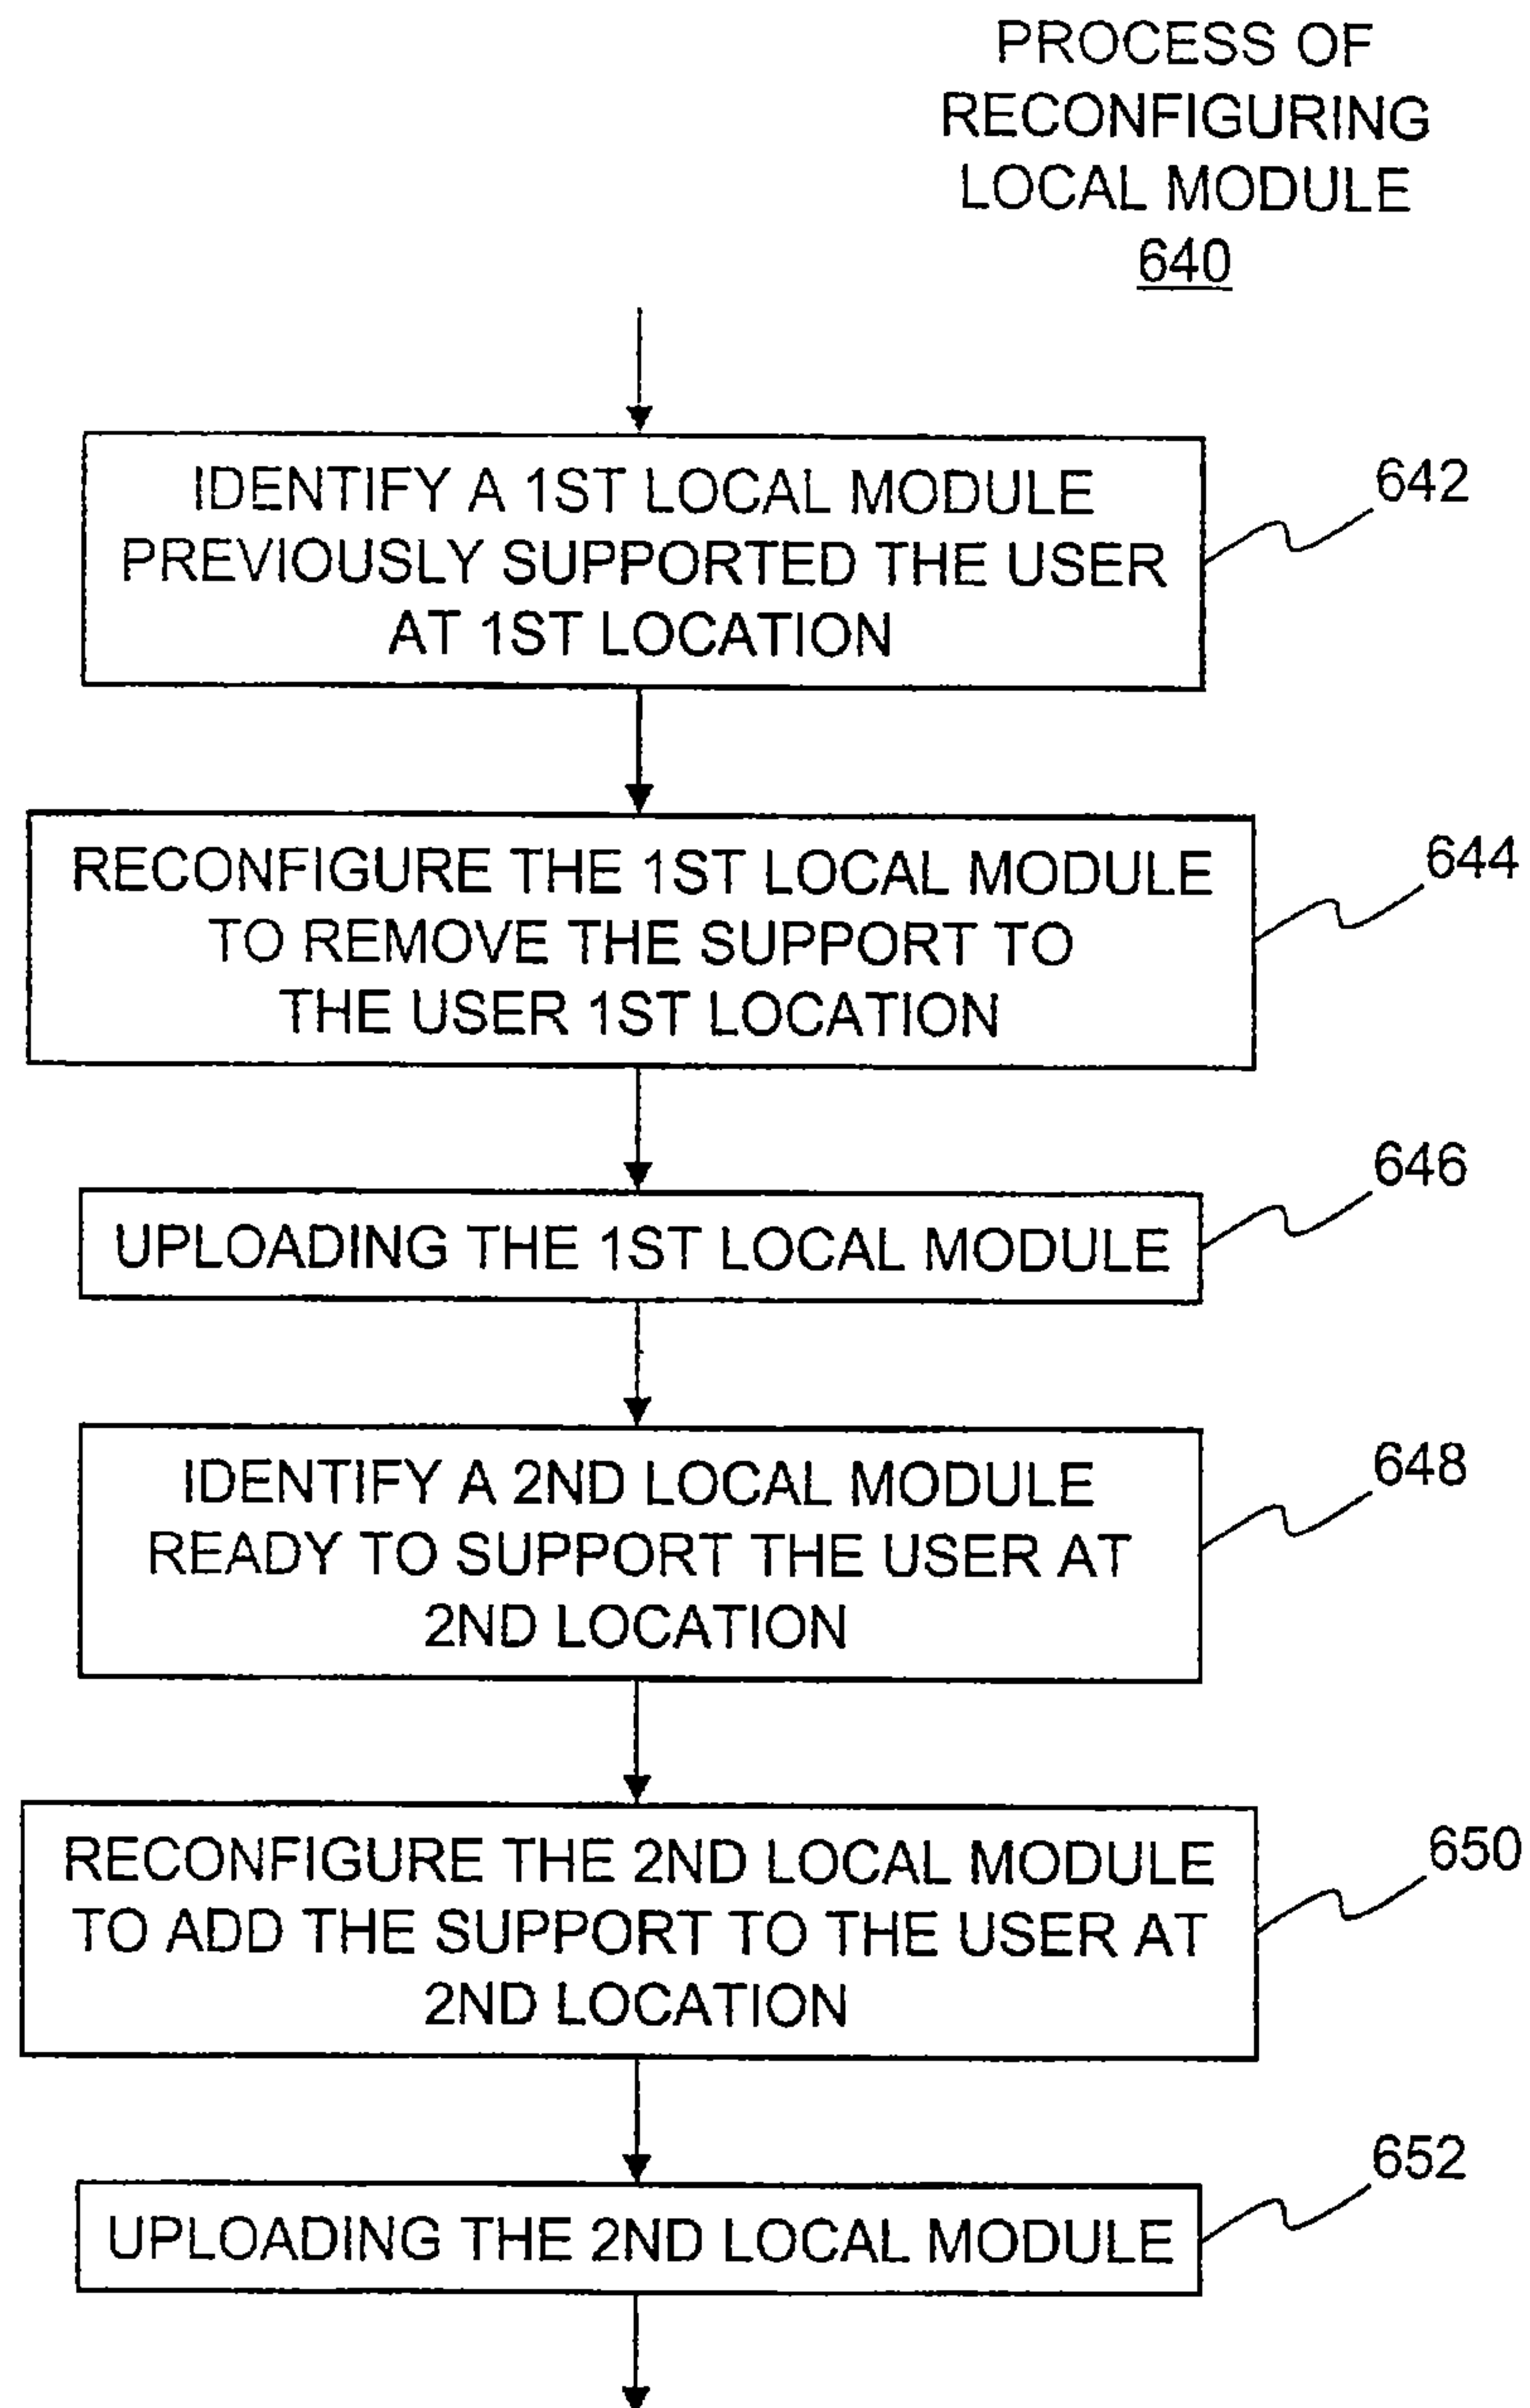 PROCESS OF
RECONFIGURING
LOCAL MODULE
640
IDENTIFY A 1ST LOCAL MODULE
PREVIOUSLY SUPPORTED THE USER
AT 1ST LOCATION
642
RECONFIGURE THE 1ST LOCAL MODULE
TO REMOVE THE SUPPORT TO
THE USER 1ST LOCATION
644
UPLOADING THE 1ST LOCAL MODULE
646
IDENTIFY A 2ND LOCAL MODULE
READY TO SUPPORT THE USER AT
2ND LOCATION
648
RECONFIGURE THE 2ND LOCAL MODULE
TO ADD THE SUPPORT TO THE USER AT
2ND LOCATION
650
UPLOADING THE 2ND LOCAL MODULE
652